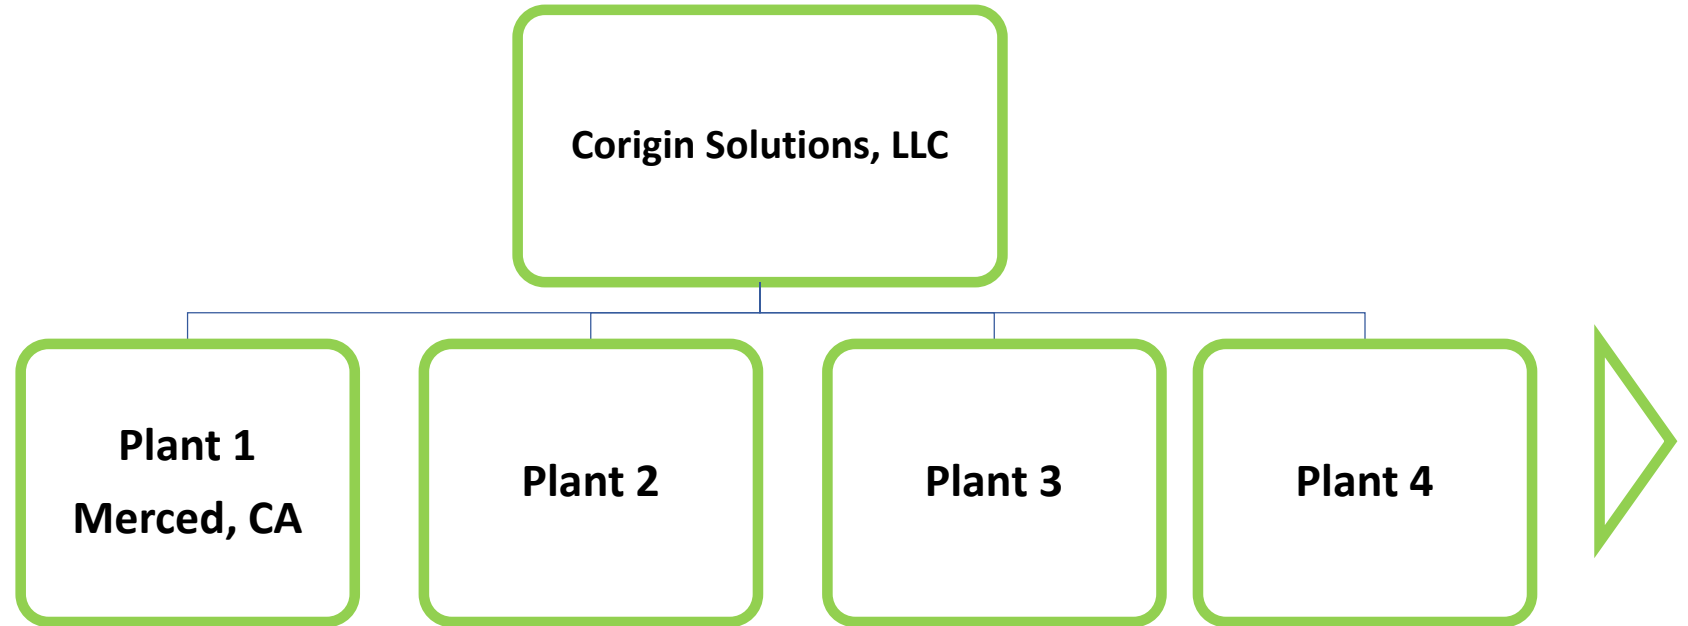 Corigin Solutions, LLC
Plant 1
Merced, CA
Plant 2
Plant 3
Plant 4